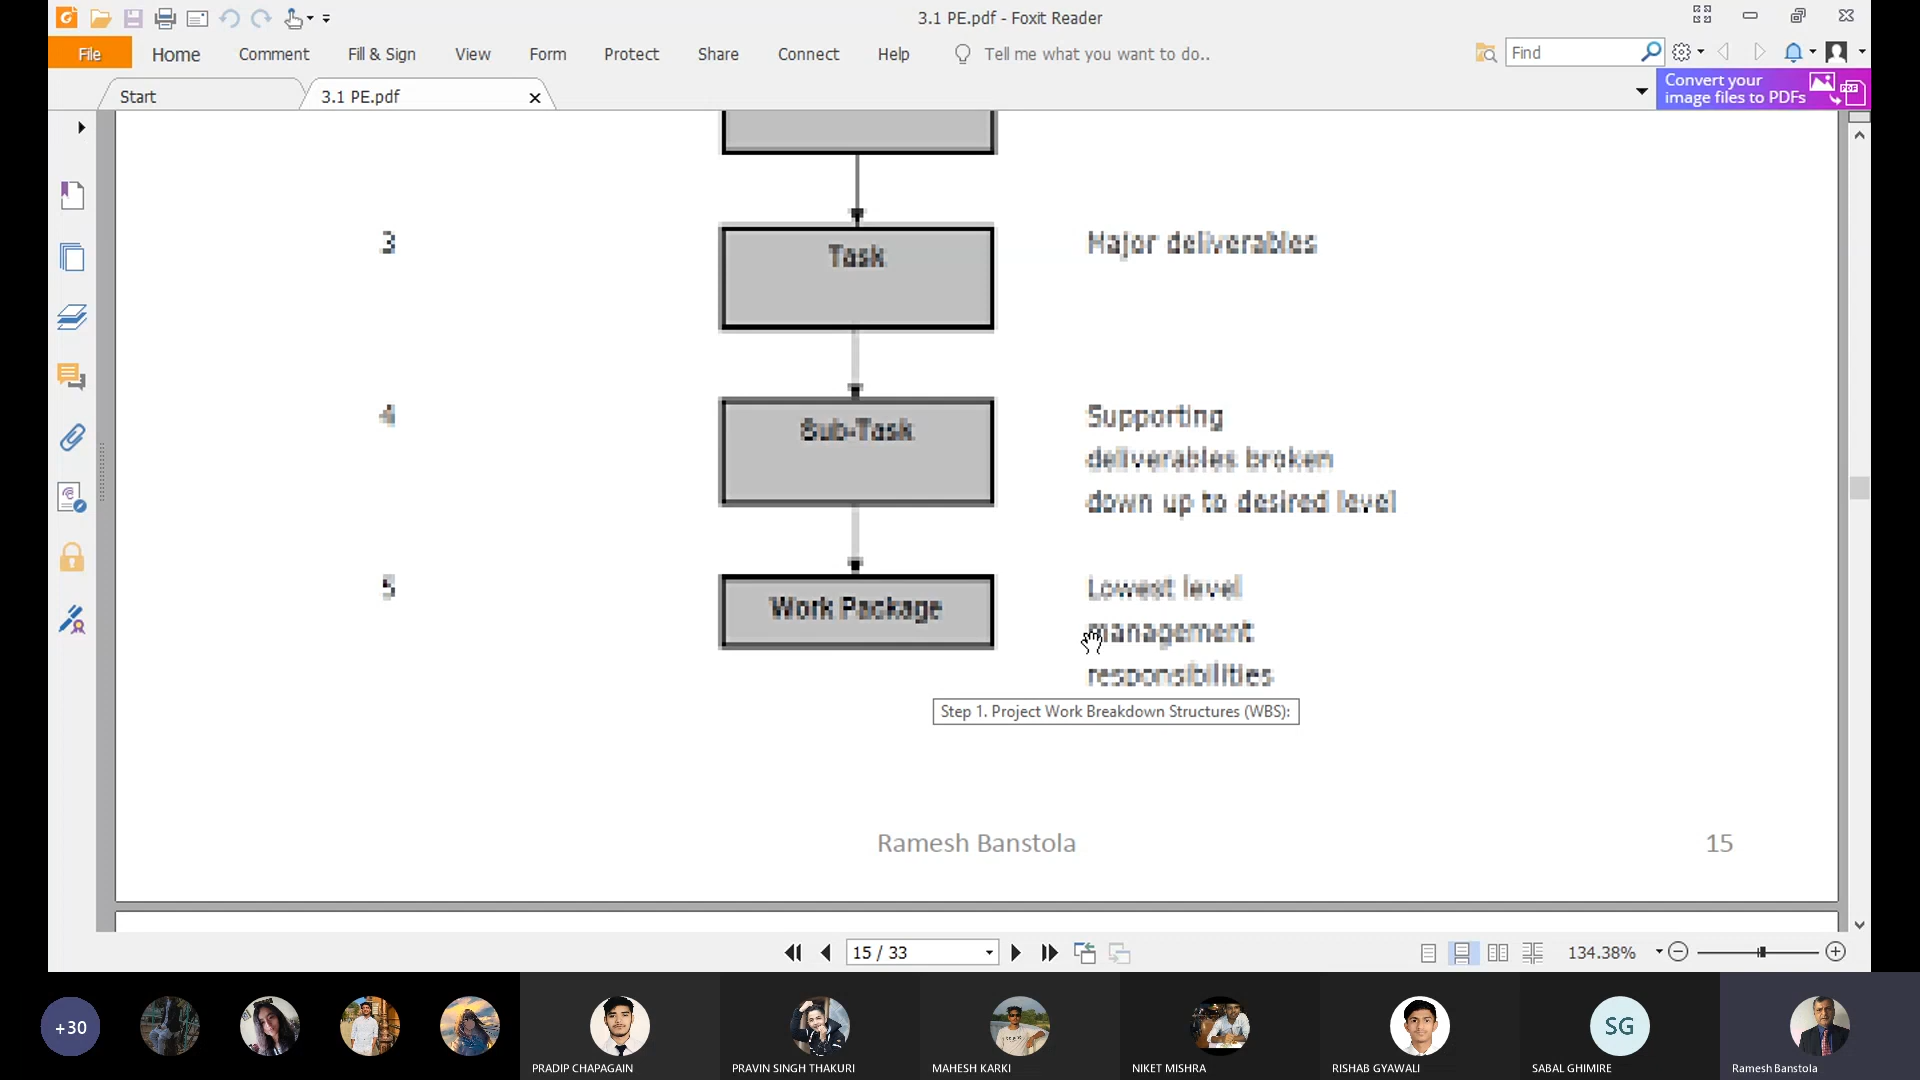 3.1 PE.pdf - Foxit Reader
File Home Comment Fill & Sign View Form Protect Share Connect Help Tell me what you want to do.. Find
Start 3.1 PE.pdf
Convert your
image files to PDFs
PDF
3 Task Major deliverables
4 Sub-Task Supporting
deliverables broken
down up to desired level
5 Work Package Lowest level
management
responsibilities
Step 1. Project Work Breakdown Structures (WBS):
Ramesh Banstola 15
15 / 33 134.38%
+30 SG
PRADIP CHAPAGAIN PRAVIN SINGH THAKURI MAHESH KARKI NIKET MISHRA RISHAB GYAWALI SABAL GHIMIRE Ramesh Banstola